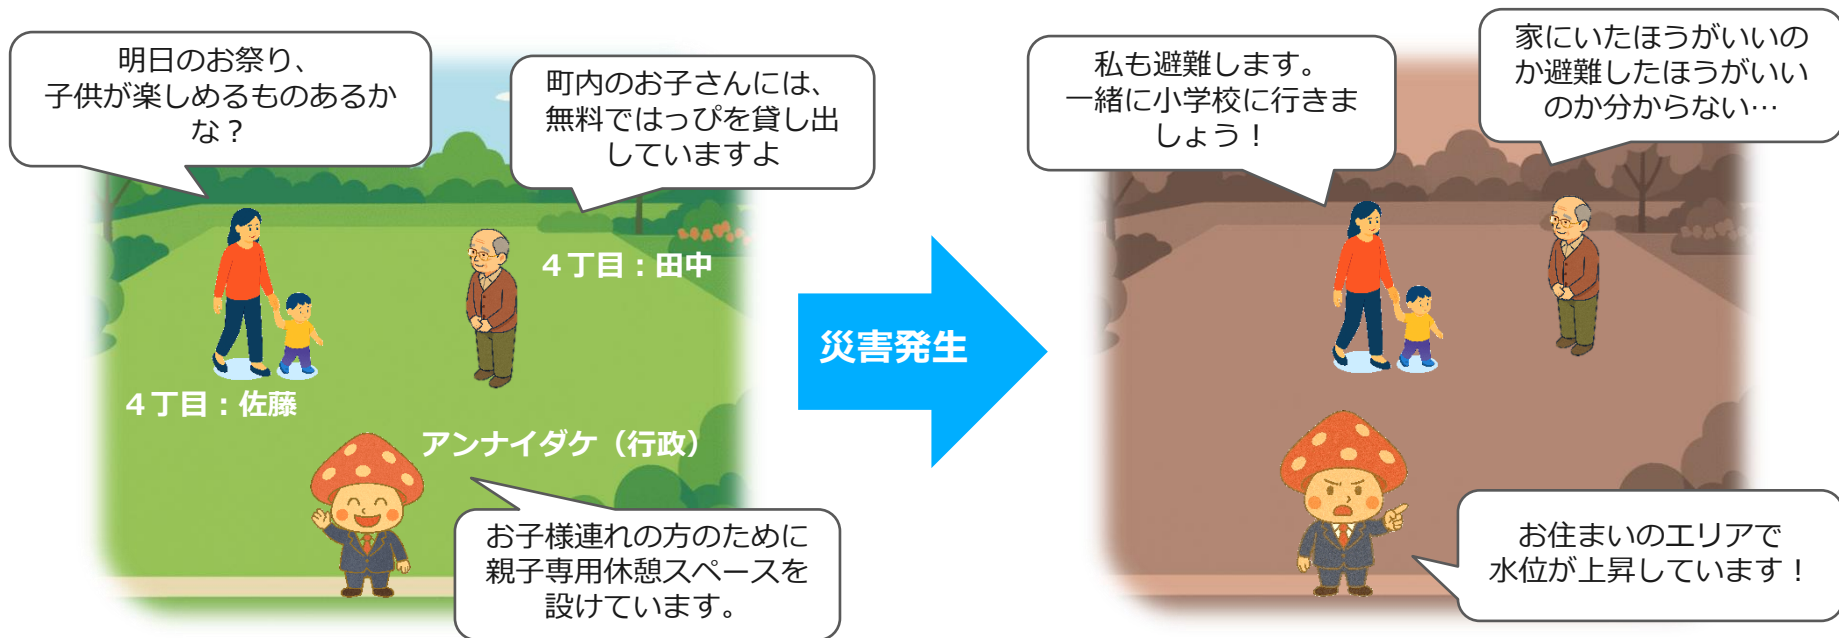 明日のお祭り、
子供が楽しめるものあるか
な？
町内のお子さんには、
無料ではっぴを貸し出
していますよ
４丁目：田中
４丁目：佐藤
アンナイダケ（行政）
お子様連れの方のために
親子専用休憩スペースを
設けています。
災害発生
私も避難します。
一緒に小学校に行きま
しょう！
家にいたほうがいいの
か避難したほうがいい
のか分からない…
お住まいのエリアで
水位が上昇しています！